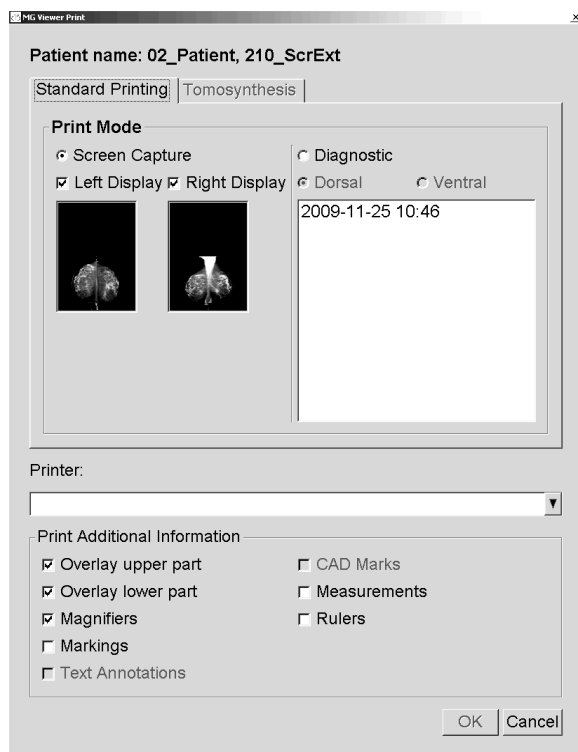 MG Viewer Print
Patient name: 02_Patient, 210_ScrExt
Standard Printing Tomosynthesis
Print Mode
Screen Capture Diagnostic
Left Display Right Display Dorsal Ventral
2009-11-25 10:46
Printer:
Print Additional Information
Overlay upper part CAD Marks
Overlay lower part Measurements
Magnifiers Rulers
Markings
Text Annotations
OK Cancel